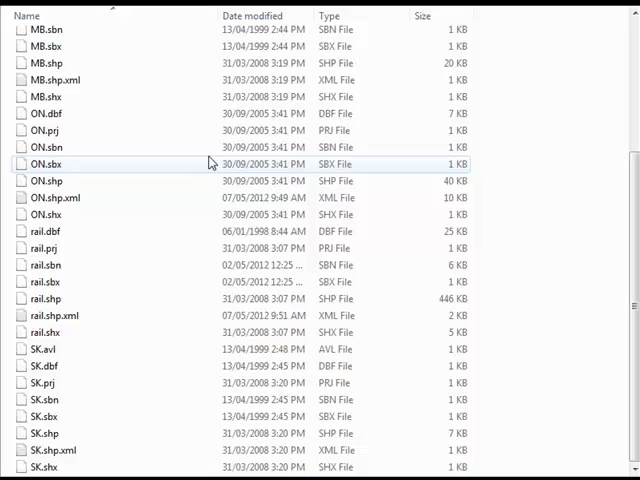 Name Date modified Type Size
MB.sbn 13/04/1999 2:44 PM SBN File 1 KB
MB.sbx 13/04/1999 2:44 PM SBX File 1 KB
MB.shp 31/03/2008 3:19 PM SHP File 20 KB
MB.shp.xml 31/03/2008 3:19 PM XML File 1 KB
MB.shx 31/03/2008 3:19 PM SHX File 1 KB
ON.dbf 30/09/2005 3:41 PM DBF File 7 KB
ON.prj 30/09/2005 3:41 PM PRJ File 1 KB
ON.sbn 30/09/2005 3:41 PM SBN File 1 KB
ON.sbx 30/09/2005 3:41 PM SBX File 1 KB
ON.shp 30/09/2005 3:41 PM SHP File 40 KB
ON.shp.xml 07/05/2012 9:49 AM XML File 10 KB
ON.shx 30/09/2005 3:41 PM SHX File 1 KB
rail.dbf 06/01/1998 8:44 AM DBF File 25 KB
rail.prj 31/03/2008 3:07 PM PRJ File 1 KB
rail.sbn 02/05/2012 12:25 ... SBN File 6 KB
rail.sbx 02/05/2012 12:25 ... SBX File 1 KB
rail.shp 31/03/2008 3:07 PM SHP File 446 KB
rail.shp.xml 07/05/2012 9:51 AM XML File 2 KB
rail.shx 31/03/2008 3:07 PM SHX File 5 KB
SK.avl 13/04/1999 2:48 PM AVL File 1 KB
SK.dbf 13/04/1999 2:45 PM DBF File 1 KB
SK.prj 31/03/2008 3:20 PM PRJ File 1 KB
SK.sbn 13/04/1999 2:45 PM SBN File 1 KB
SK.sbx 13/04/1999 2:45 PM SBX File 1 KB
SK.shp 31/03/2008 3:20 PM SHP File 7 KB
SK.shp.xml 31/03/2008 3:20 PM XML File 1 KB
SK.shx 31/03/2008 3:20 PM SHX File 1 KB